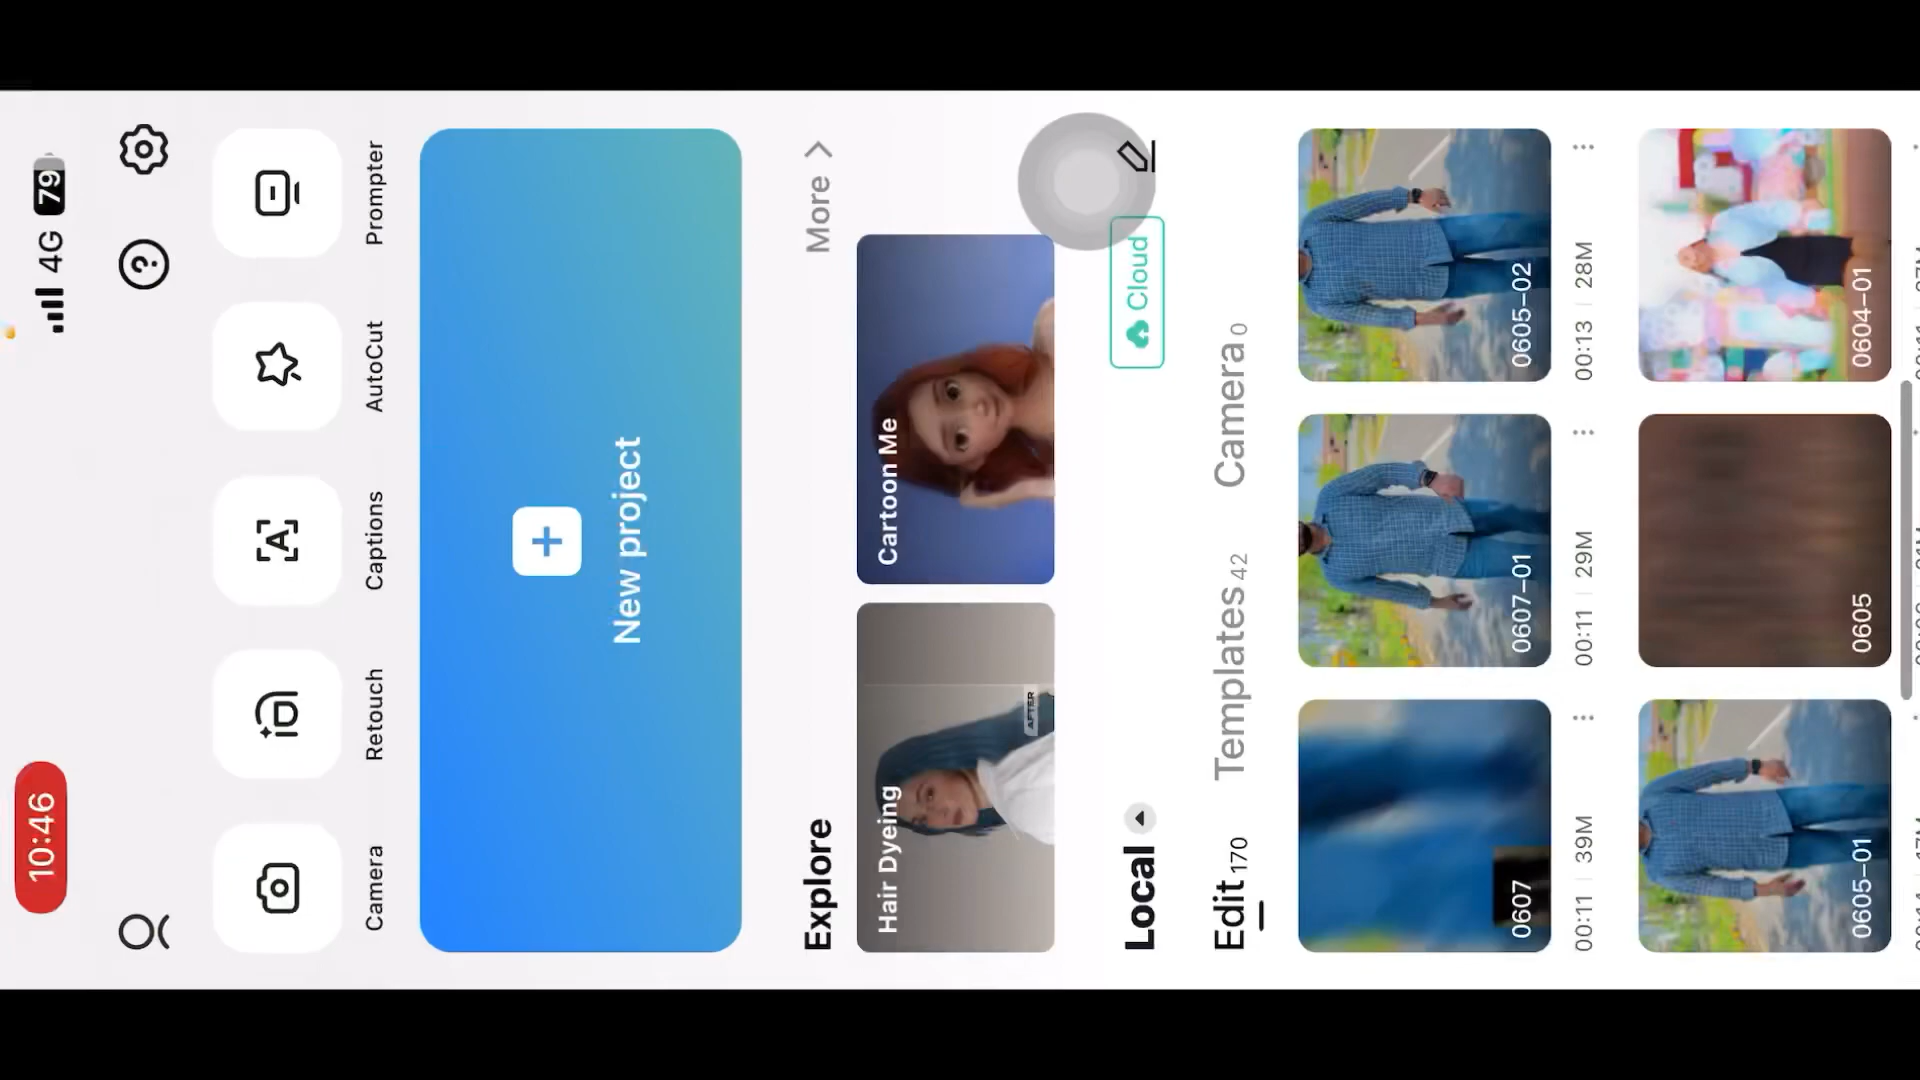 10:46
4G 79
Camera Retouch Captions AutoCut Prompter
New project
Explore More >
Hair Dyeing Cartoon Me
AFTER
Local Cloud
Edit 170 Templates 42 Camera 0
0607 0607-01 0605-02
00:11 39M 00:11 29M 00:13 28M
0605-01 0605 0604-01